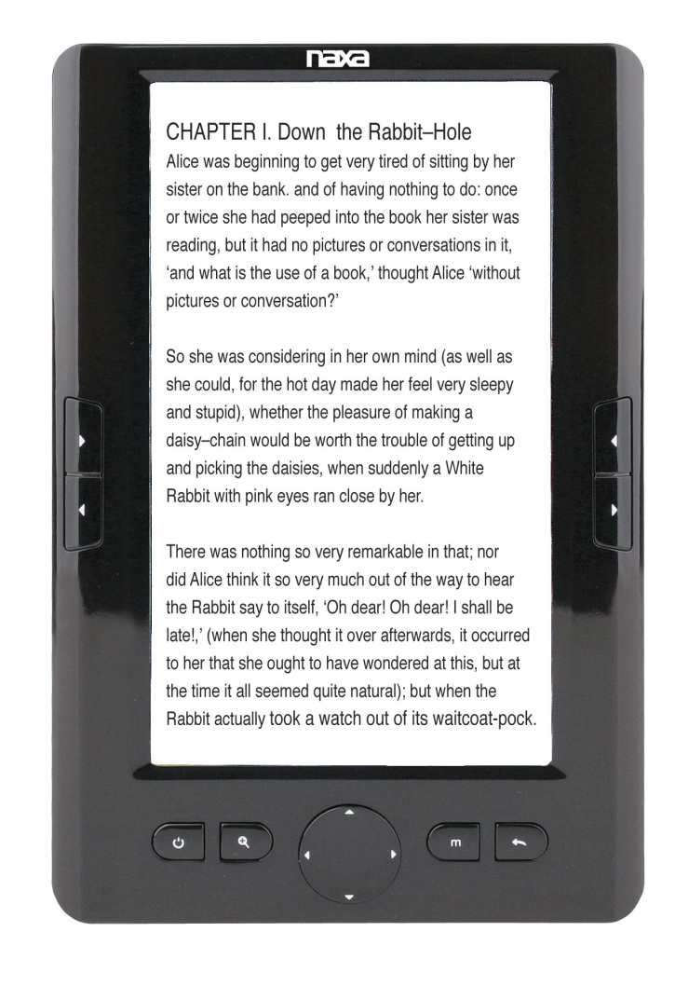 naxa
CHAPTER I. Down  the Rabbit–Hole
Alice was beginning to get very tired of sitting by her
sister on the bank. and of having nothing to do: once
or twice she had peeped into the book her sister was
reading, but it had no pictures or conversations in it,
‘and what is the use of a book,’ thought Alice ‘without
pictures or conversation?’
So she was considering in her own mind (as well as
she could, for the hot day made her feel very sleepy
and stupid), whether the pleasure of making a
daisy–chain would be worth the trouble of getting up
and picking the daisies, when suddenly a White
Rabbit with pink eyes ran close by her.
There was nothing so very remarkable in that; nor
did Alice think it so very much out of the way to hear
the Rabbit say to itself, ‘Oh dear! Oh dear! I shall be
late!,’ (when she thought it over afterwards, it occurred
to her that she ought to have wondered at this, but at
the time it all seemed quite natural); but when the
Rabbit actually took a watch out of its waitcoat-pock.
m